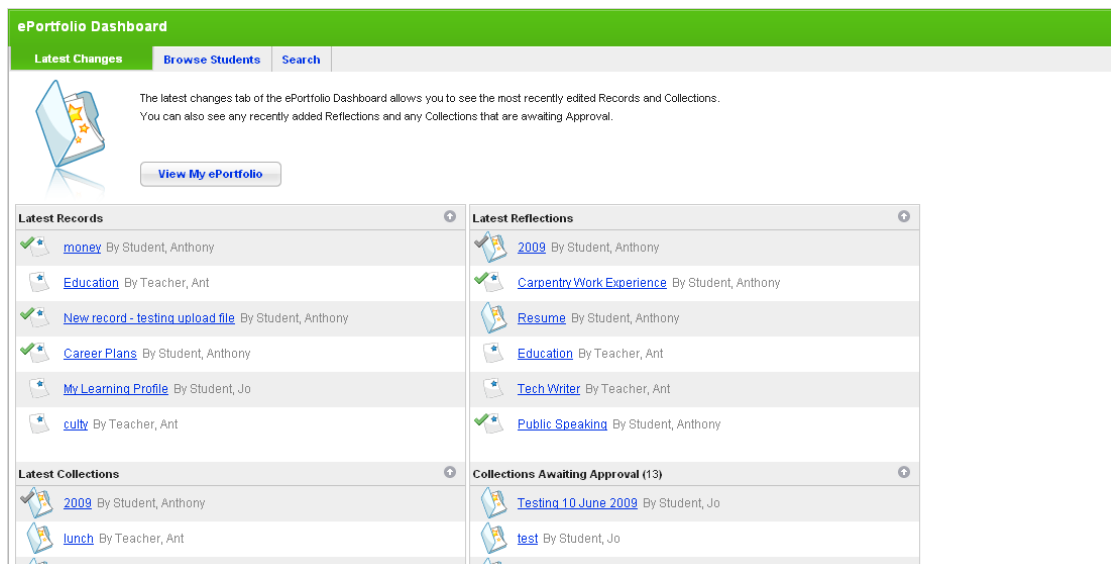 ePortfolio Dashboard
Latest Changes
Browse Students
Search
The latest changes tab of the ePortfolio Dashboard allows you to see the most recently edited Records and Collections.
You can also see any recently added Reflections and any Collections that are awaiting Approval.
View My ePortfolio
Latest Records
money By Student, Anthony
Education By Teacher, Ant
New record - testing upload file By Student, Anthony
Career Plans By Student, Anthony
My Learning Profile By Student, Jo
culty By Teacher, Ant
Latest Reflections
2009 By Student, Anthony
Carpentry Work Experience By Student, Anthony
Resume By Student, Anthony
Education By Teacher, Ant
Tech Writer By Teacher, Ant
Public Speaking By Student, Anthony
Latest Collections
2009 By Student, Anthony
lunch By Teacher, Ant
Collections Awaiting Approval (13)
Testing 10 June 2009 By Student, Jo
test By Student, Jo